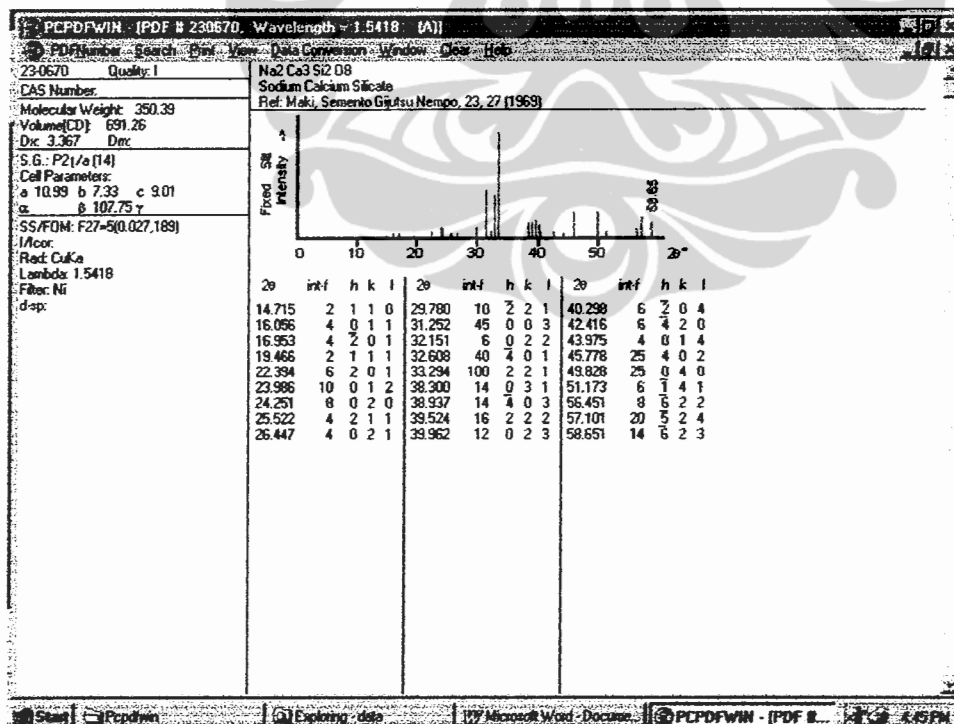 PCPDFWIN - [PDF # 230670, Wavelength = 1.5418 (A)]
PDFNumber Search Print View Data Conversion Window Clear Help
23-0670 Quality: I
CAS Number:
Molecular Weight: 350.39
Volume[CD]: 691.26
Dx: 3.367 Dm:
S.G.: P21/a (14)
Cell Parameters:
a 10.99 b 7.33 c 9.01
α β 107.75 γ
SS/FOM: F27=5(0.027,189)
I/Icor:
Rad: CuKa
Lambda: 1.5418
Filter: Ni
d-sp:
Na2 Ca3 Si2 O8
Sodium Calcium Silicate
Ref: Maki, Semento Gijutsu Nempo, 23, 27 (1969)
Fixed Slit
Intensity
58.65
0 10 20 30 40 50 2θ°
2θ int-f h k l 2θ int-f h k l 2θ int-f h k l
14.715 2 1 1 0 29.780 10 2̅ 2 1 40.298 6 2̅ 0 4
16.056 4 0 1 1 31.252 45 0 0 3 42.416 6 4̅ 2 0
16.953 4 2̅ 0 1 32.151 6 0 2 2 43.975 4 0 1 4
19.466 2 1 1 1 32.608 40 4̅ 0 1 45.778 25 4 0 2
22.394 6 2 0 1 33.294 100 2 2 1 49.828 25 0 4 0
23.986 10 0 1 2 38.300 14 0 3 1 51.173 6 1̅ 4 1
24.251 8 0 2 0 38.937 14 4̅ 0 3 56.451 8 6̅ 2 2
25.522 4 2 1 1 39.524 16 2 2 2 57.101 20 5̅ 2 4
26.447 4 0 2 1 39.962 12 0 2 3 58.651 14 6̅ 2 3
Start Pcpdfwin Exploring - data Microsoft Word - Docume... PCPDFWIN - [PDF #... 4:45 PM